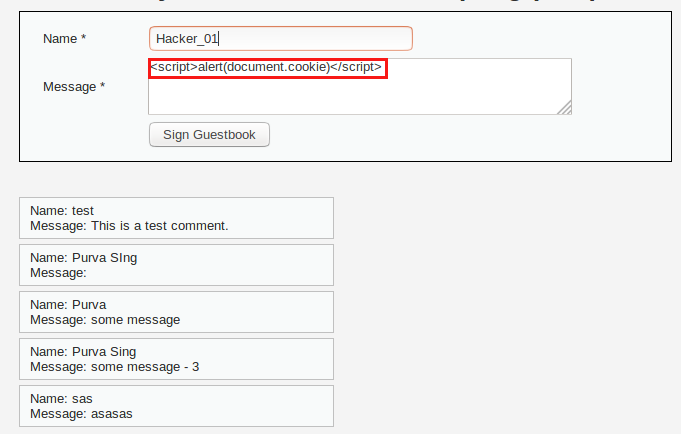 Name *
Hacker_01
Message *
<script>alert(document.cookie)</script>
Sign Guestbook
Name: test
Message: This is a test comment.
Name: Purva SIng
Message:
Name: Purva
Message: some message
Name: Purva Sing
Message: some message - 3
Name: sas
Message: asasas